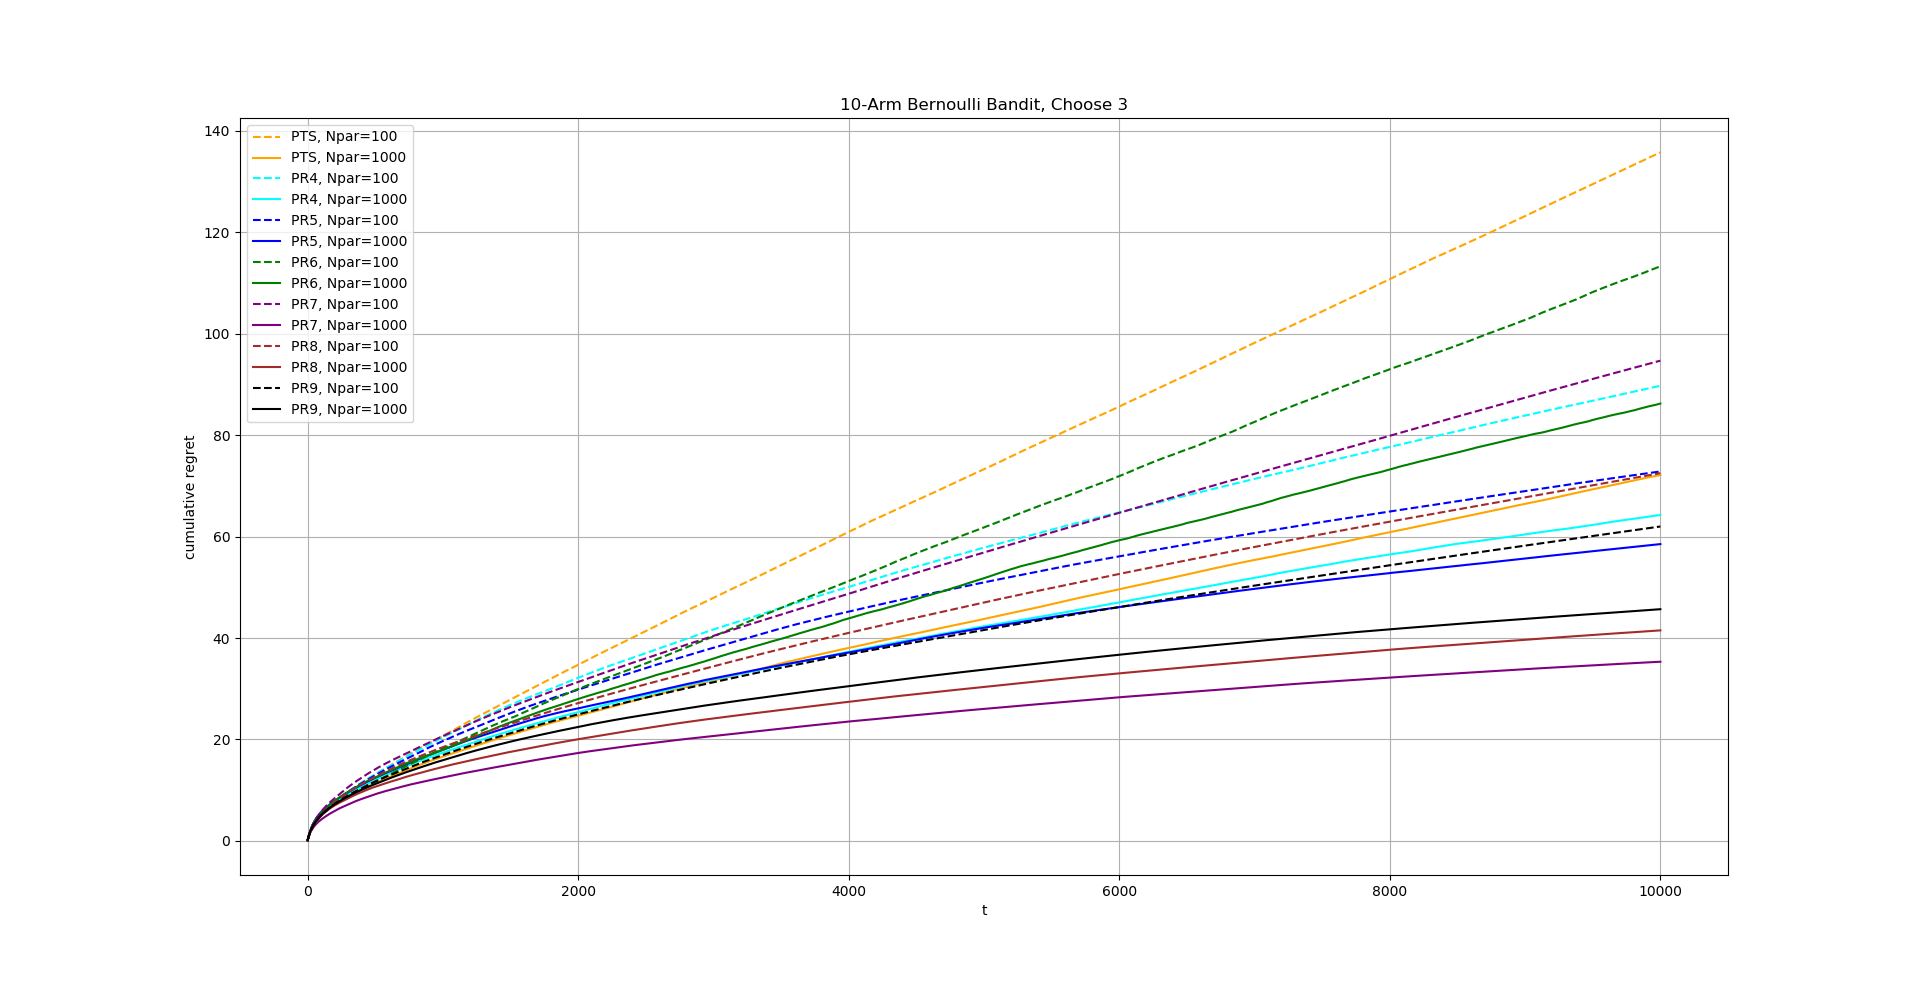 10-Arm Bernoulli Bandit, Choose 3
140
120
100
80
60
40
20
0
cumulative regret
PTS, Npar=100
PTS, Npar=1000
PR4, Npar=100
PR4, Npar=1000
PR5, Npar=100
PR5, Npar=1000
PR6, Npar=100
PR6, Npar=1000
PR7, Npar=100
PR7, Npar=1000
PR8, Npar=100
PR8, Npar=1000
PR9, Npar=100
PR9, Npar=1000
0 2000 4000 6000 8000 10000
t